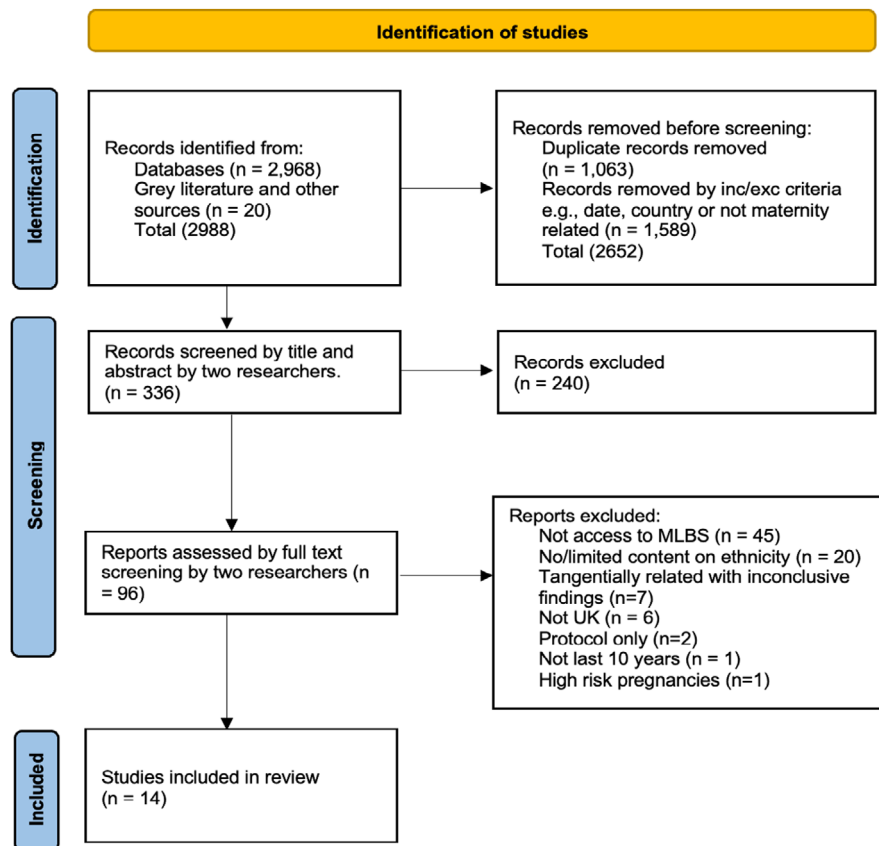 Identification of studies
Identification
Records identified from:
Databases (n = 2,968)
Grey literature and other
sources (n = 20)
Total (2988)
Records removed before screening:
Duplicate records removed
(n = 1,063)
Records removed by inc/exc criteria
e.g., date, country or not maternity
related (n = 1,589)
Total (2652)
Screening
Records screened by title and
abstract by two researchers.
(n = 336)
Records excluded
(n = 240)
Reports assessed by full text
screening by two researchers (n
= 96)
Reports excluded:
Not access to MLBS (n = 45)
No/limited content on ethnicity (n = 20)
Tangentially related with inconclusive
findings (n=7)
Not UK (n = 6)
Protocol only (n=2)
Not last 10 years (n = 1)
High risk pregnancies (n=1)
Included
Studies included in review
(n = 14)